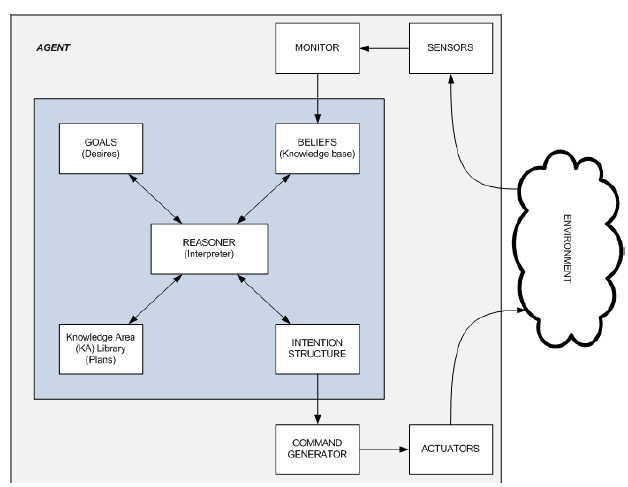 AGENT
MONITOR
SENSORS
GOALS
(Desires)
BELIEFS
(Knowledge base)
REASONER
(Interpreter)
ENVIRONMENT
Knowledge Area
(KA) Library
(Plans)
INTENTION
STRUCTURE
COMMAND
GENERATOR
ACTUATORS